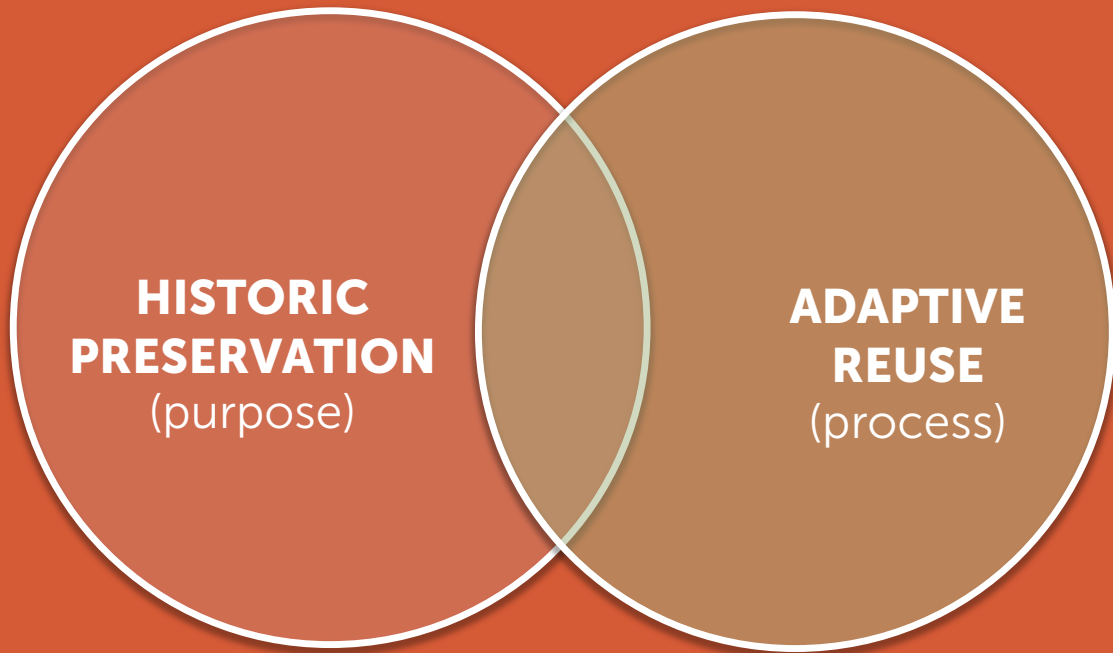 HISTORIC
PRESERVATION
(purpose)
ADAPTIVE
REUSE
(process)